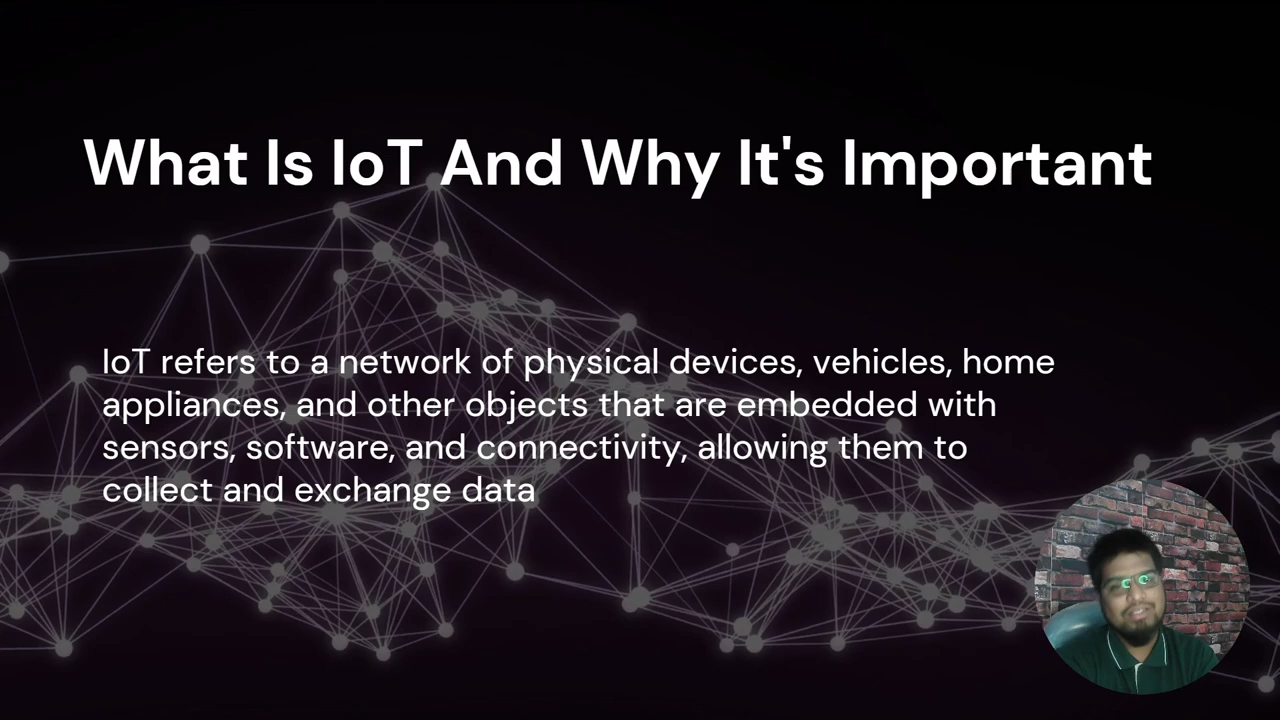 What Is IoT And Why It's Important
IoT refers to a network of physical devices, vehicles, home
appliances, and other objects that are embedded with
sensors, software, and connectivity, allowing them to
collect and exchange data